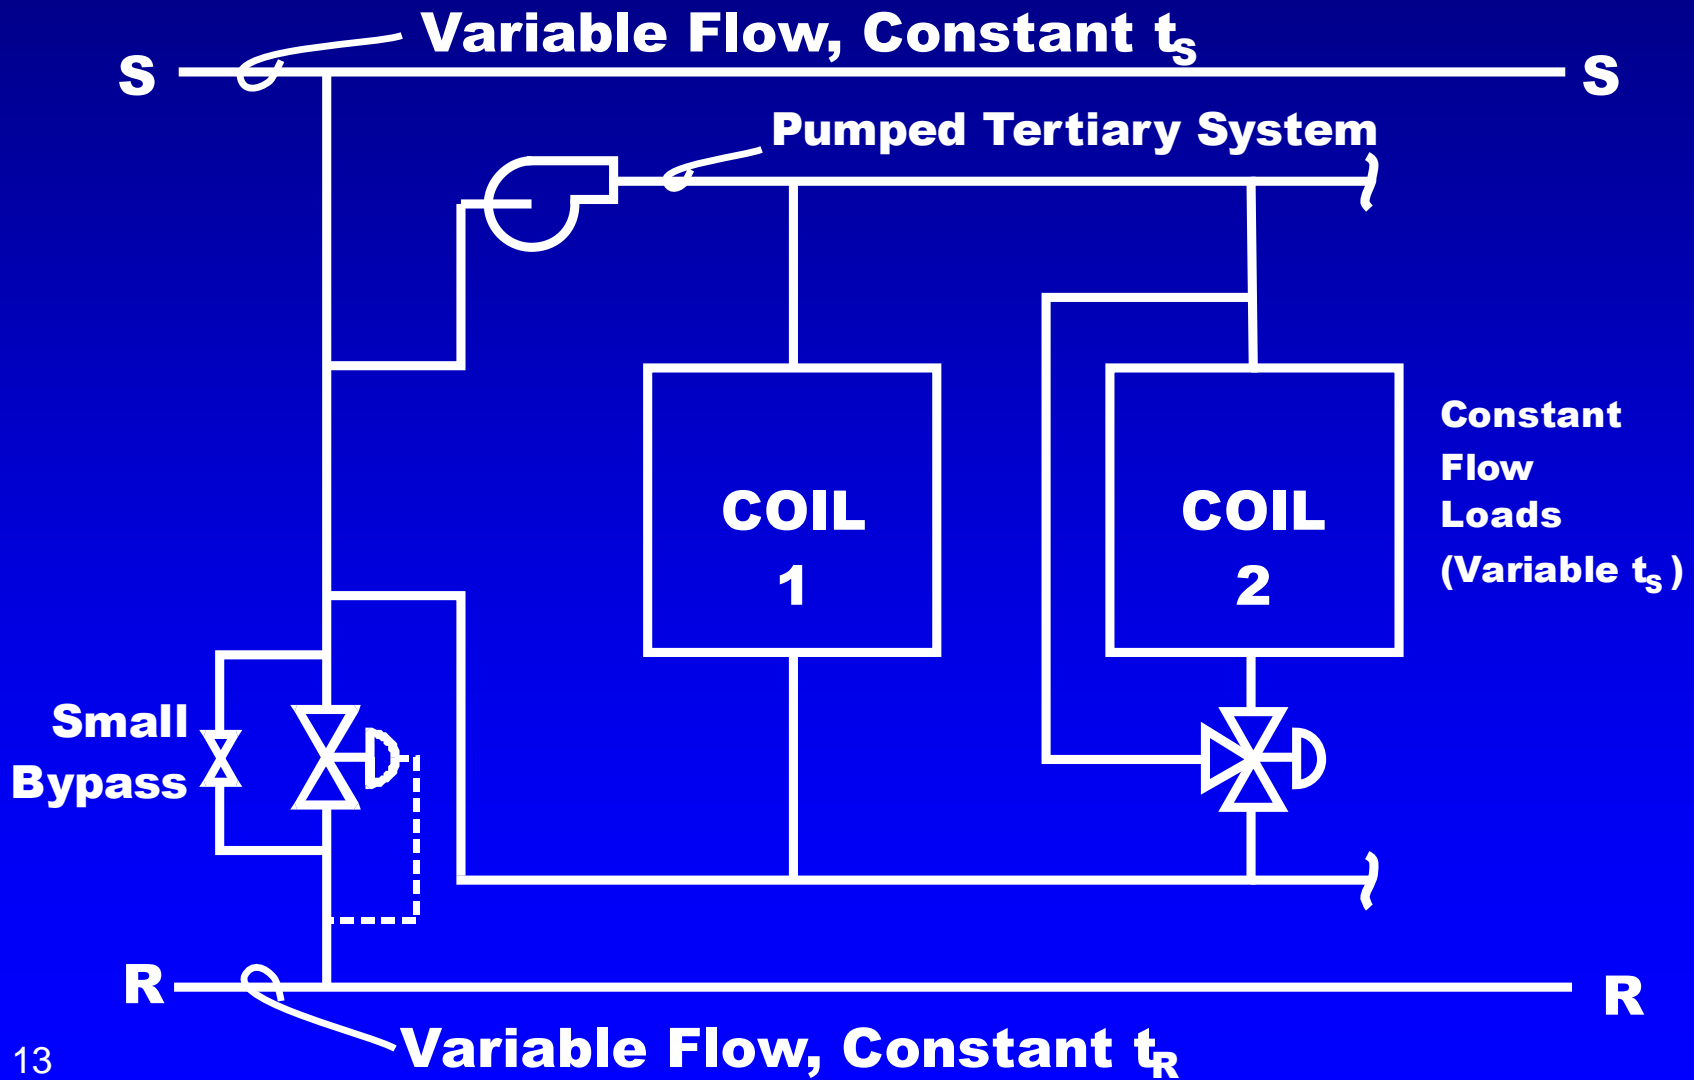 Variable Flow, Constant tS
S
S
Pumped Tertiary System
Constant
Flow
Loads
(Variable tS )
COIL
1
COIL
2
Small
Bypass
R
R
Variable Flow, Constant tR
13